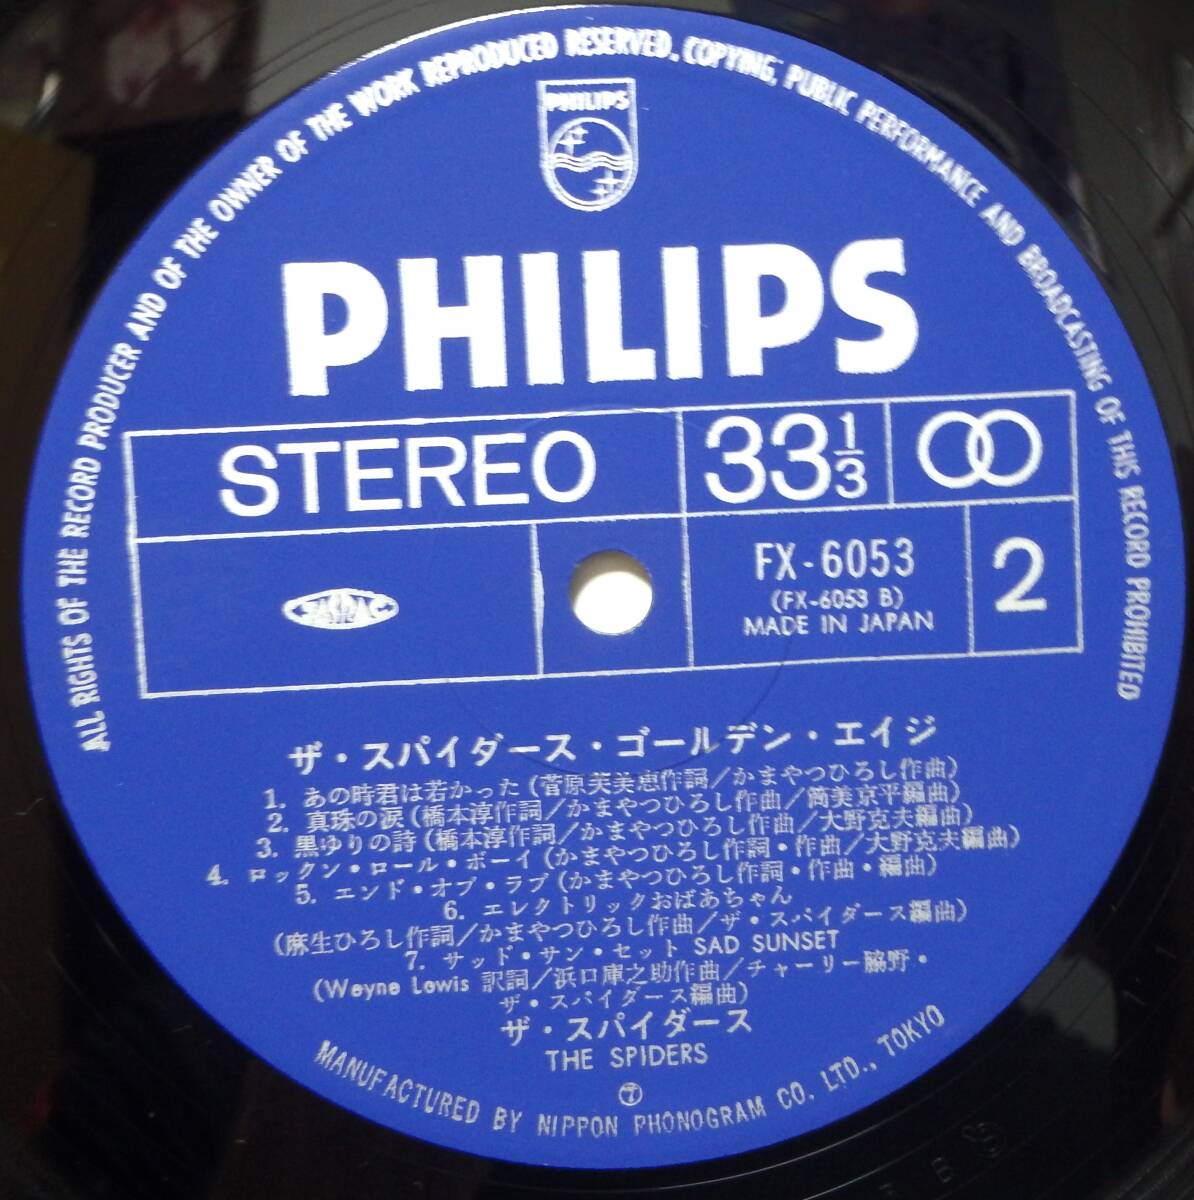 ALL RIGHTS OF THE RECORD PRODUCER AND OF THE OWNER OF THE WORK REPRODUCED RESERVED. COPYING, PUBLIC PERFORMANCE AND BROADCASTING OF THIS RECORD PROHIBITED
PHILIPS
PHILIPS
STEREO
33 1/3
FX-6053
(FX-6053 B)
MADE IN JAPAN
2
ザ・スパイダース・ゴールデン・エイジ
1. あの時君は若かった(菅原芙美恵作詞/かまやつひろし作曲)
2. 真珠の涙(橋本淳作詞/かまやつひろし作曲/筒美京平編曲)
3. 黒ゆりの詩(橋本淳作詞/かまやつひろし作曲/大野克夫編曲)
4. ロックン・ロール・ボーイ(かまやつひろし作詞・作曲/大野克夫編曲)
5. エンド・オブ・ラブ(かまやつひろし作詞・作曲・編曲)
6. エレクトリックおばあちゃん
(麻生ひろし作詞/かまやつひろし作曲/ザ・スパイダース編曲)
7. サッド・サン・セット SAD SUNSET
(Weyne Lewis 訳詞/浜口庫之助作曲/チャーリー脇野・
ザ・スパイダース編曲)
ザ・スパイダース
THE SPIDERS
7
MANUFACTURED BY NIPPON PHONOGRAM CO. LTD., TOKYO